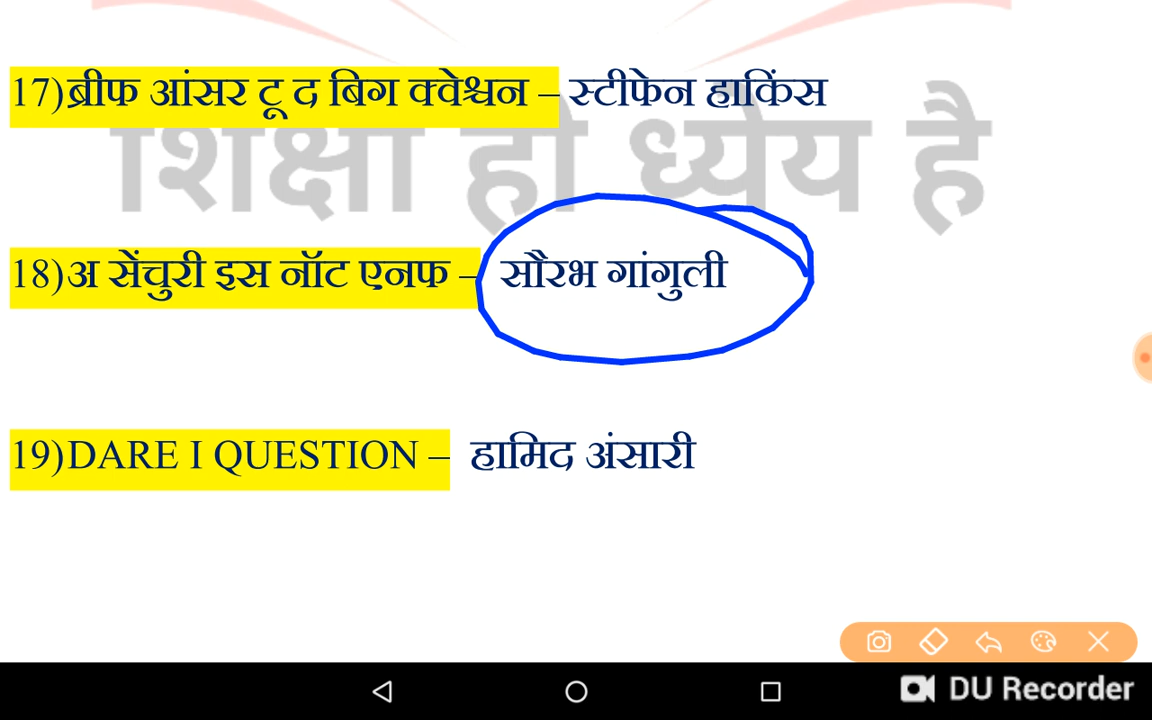 17)ब्रीफ आंसर टू द बिग क्वेश्चन – स्टीफेन हाकिंस
शिक्षा ही ध्येय है
18)अ सेंचुरी इस नॉट एनफ – सौरभ गांगुली
19)DARE I QUESTION – हामिद अंसारी
DU Recorder